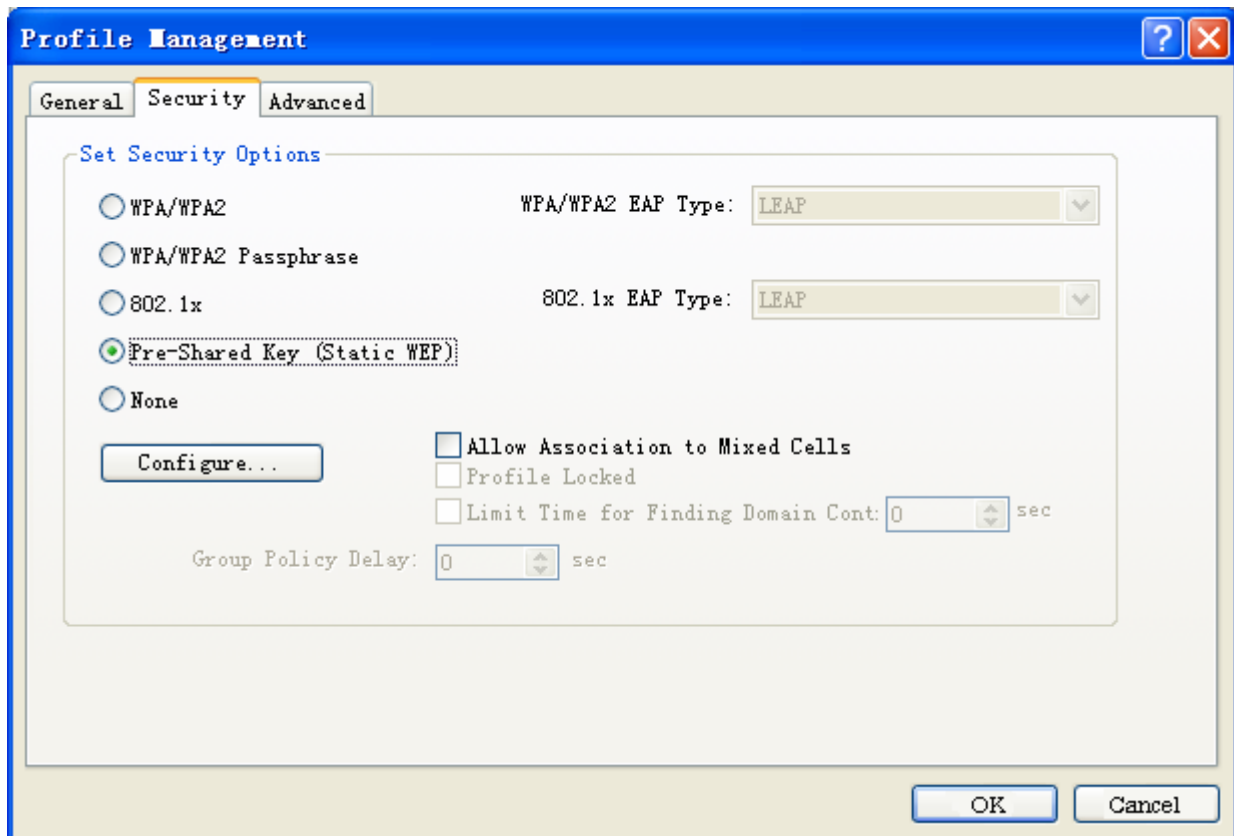 Profile Management
General Security Advanced
Set Security Options
WPA/WPA2 WPA/WPA2 EAP Type: LEAP
WPA/WPA2 Passphrase
802.1x 802.1x EAP Type: LEAP
Pre-Shared Key (Static WEP)
None
Configure...
Allow Association to Mixed Cells
Profile Locked
Limit Time for Finding Domain Cont: 0 sec
Group Policy Delay: 0 sec
OK Cancel